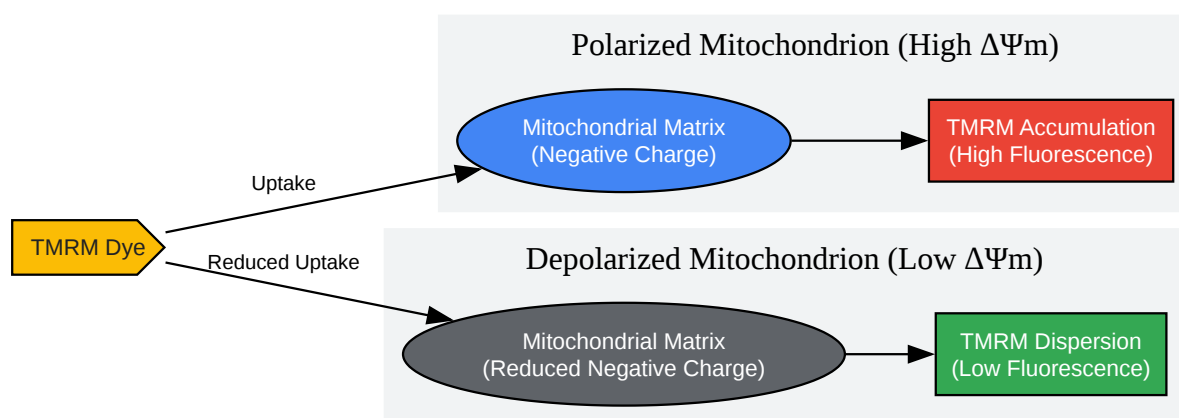 Polarized Mitochondrion (High ΔΨm)
Mitochondrial Matrix
(Negative Charge)
TMRM Accumulation
(High Fluorescence)
Uptake
TMRM Dye
Reduced Uptake
Depolarized Mitochondrion (Low ΔΨm)
Mitochondrial Matrix
(Reduced Negative Charge)
TMRM Dispersion
(Low Fluorescence)